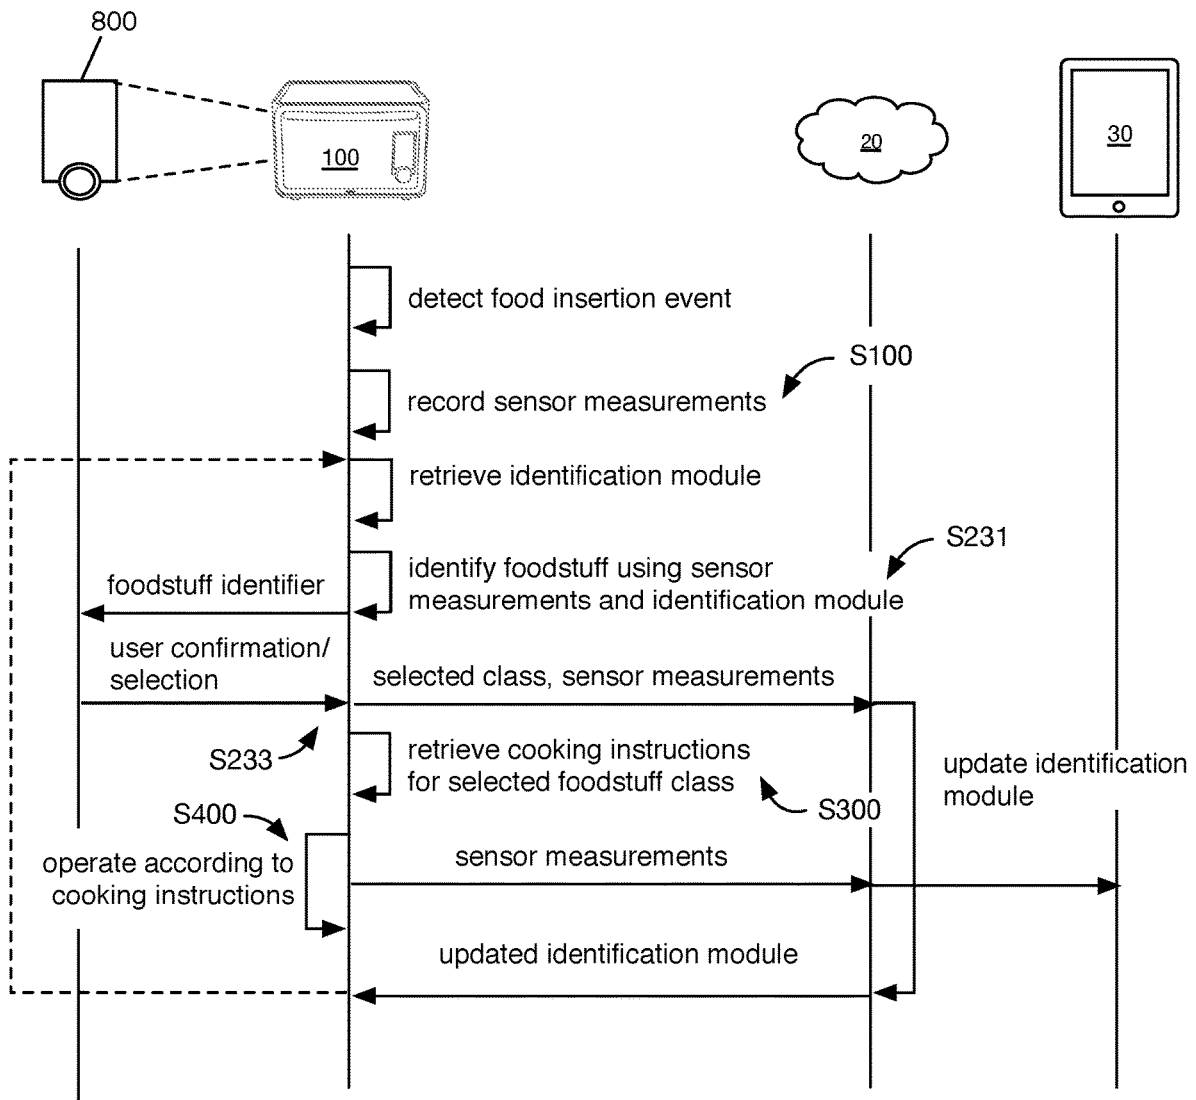 800
100
20
30
detect food insertion event
S100
record sensor measurements
retrieve identification module
S231
identify foodstuff using sensor
measurements and identification module
foodstuff identifier
user confirmation/
selection
selected class, sensor measurements
S233
retrieve cooking instructions
for selected foodstuff class
update identification
module
S300
S400
operate according to
cooking instructions
sensor measurements
updated identification module